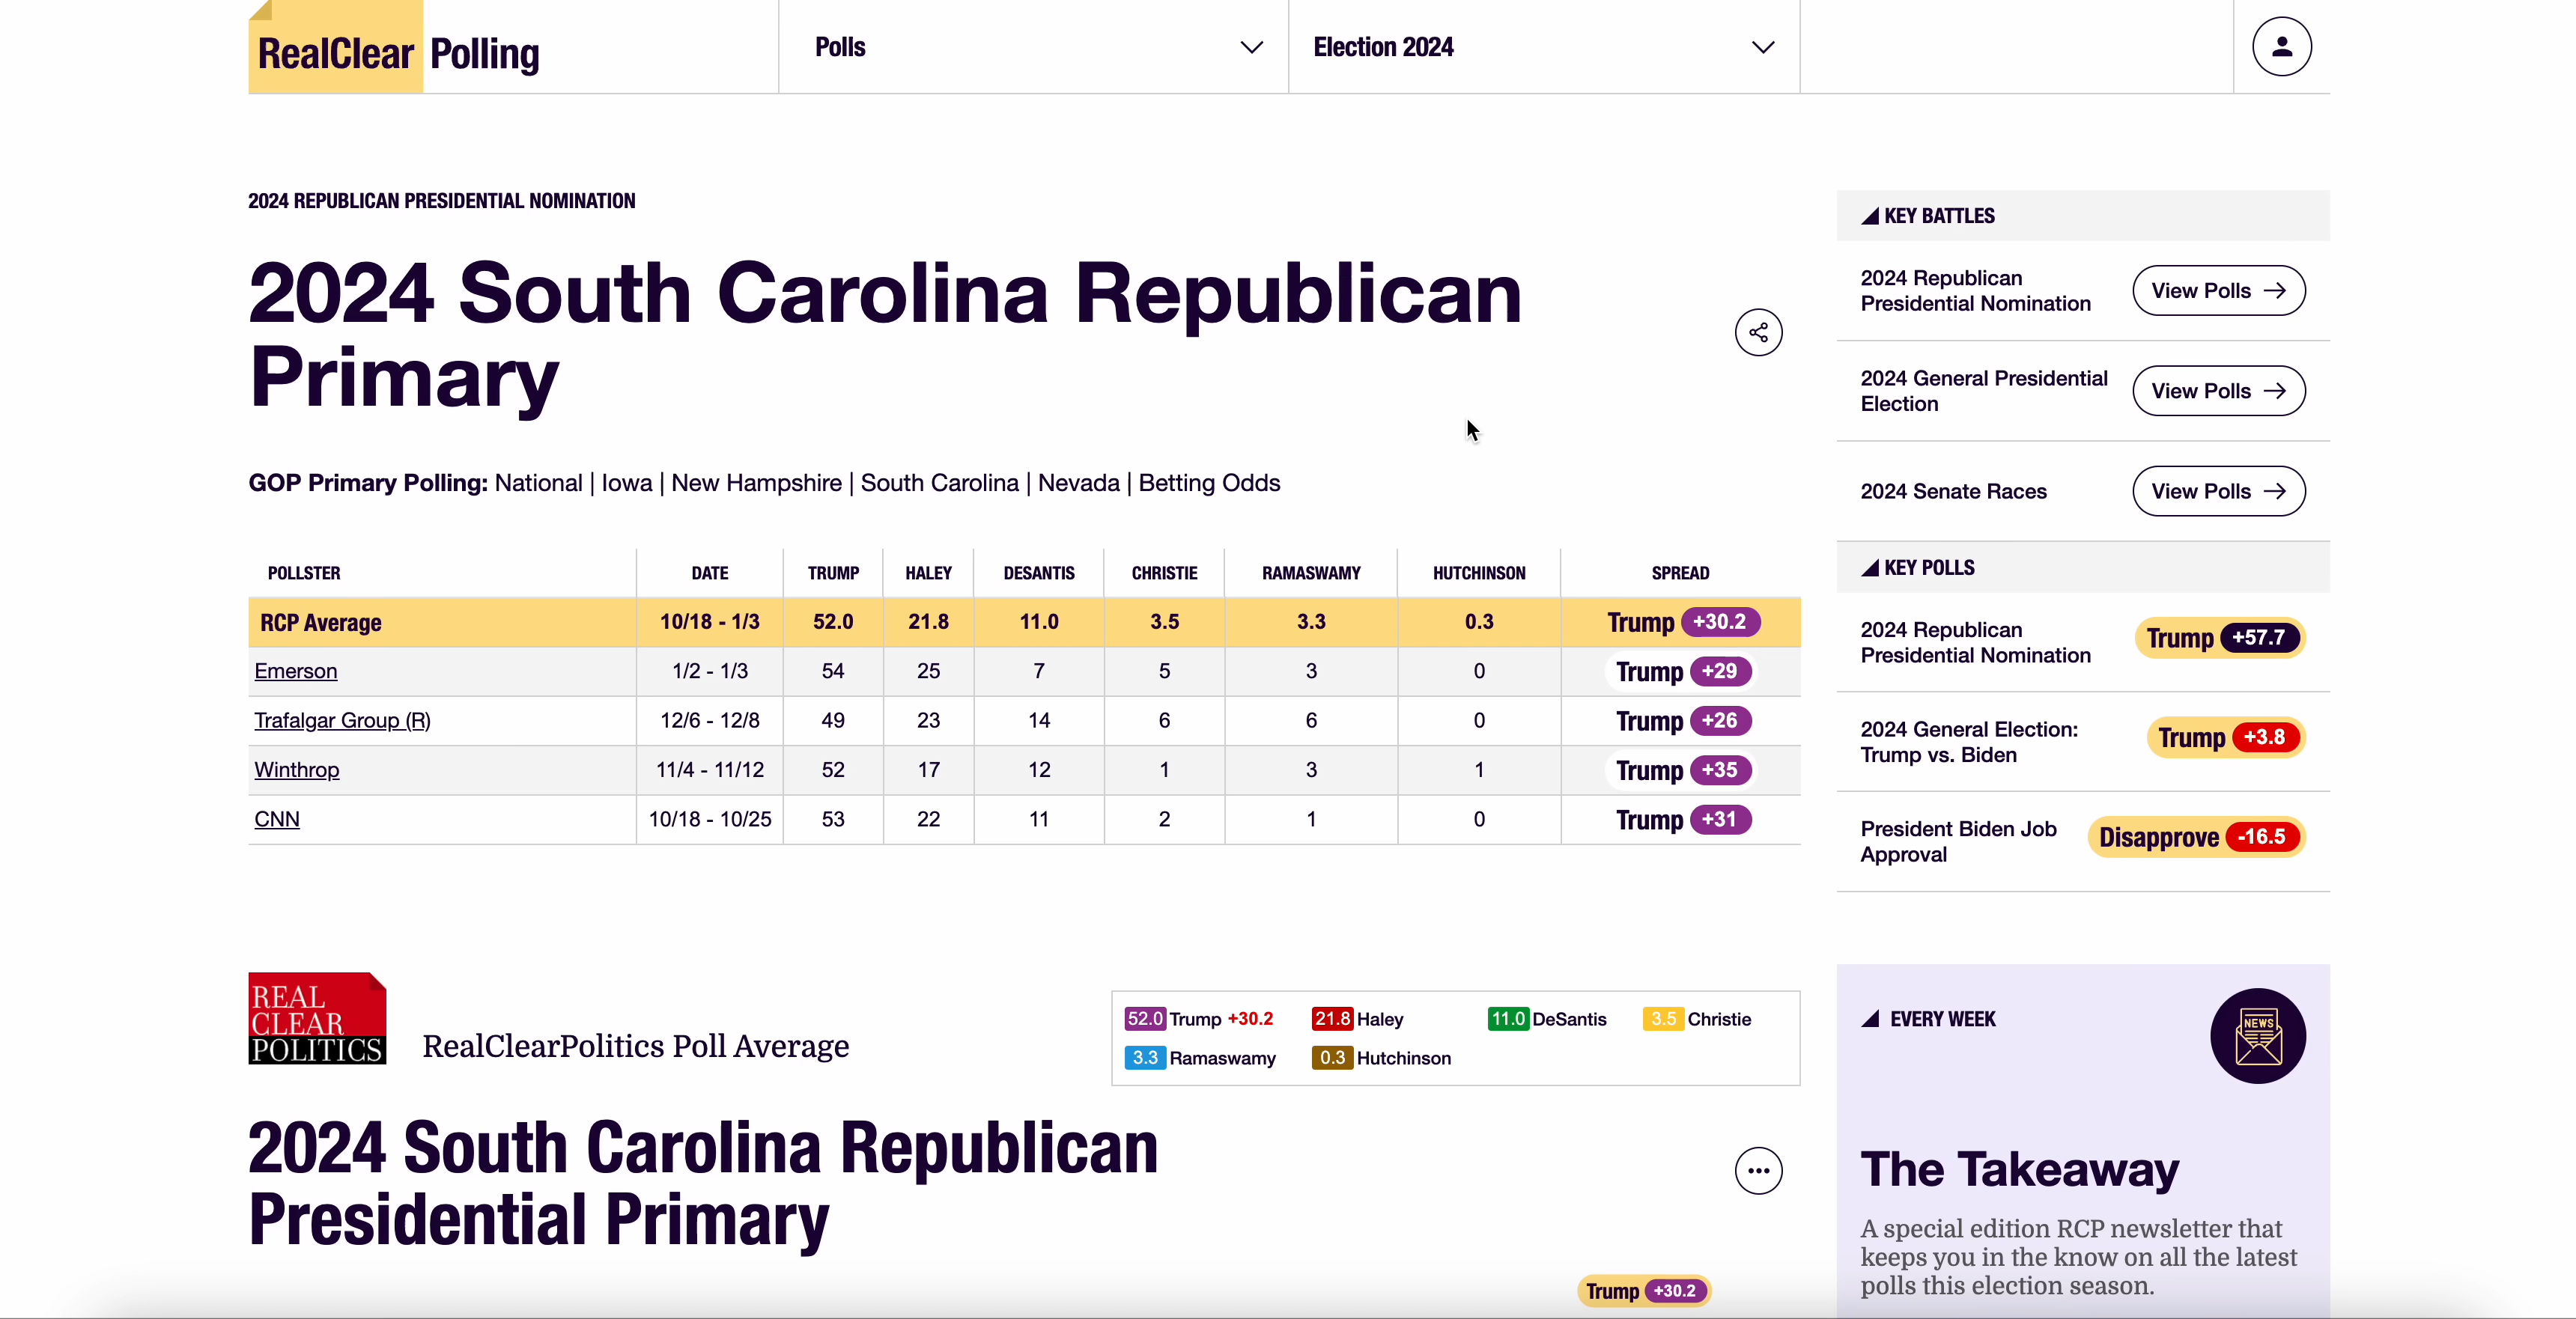 RealClear Polling
Polls
Election 2024
2024 REPUBLICAN PRESIDENTIAL NOMINATION
2024 South Carolina Republican
Primary
GOP Primary Polling: National | Iowa | New Hampshire | South Carolina | Nevada | Betting Odds
POLLSTER DATE TRUMP HALEY DESANTIS CHRISTIE RAMASWAMY HUTCHINSON SPREAD
RCP Average 10/18 - 1/3 52.0 21.8 11.0 3.5 3.3 0.3 Trump +30.2
Emerson 1/2 - 1/3 54 25 7 5 3 0 Trump +29
Trafalgar Group (R) 12/6 - 12/8 49 23 14 6 6 0 Trump +26
Winthrop 11/4 - 11/12 52 17 12 1 3 1 Trump +35
CNN 10/18 - 10/25 53 22 11 2 1 0 Trump +31
REAL
CLEAR
POLITICS
RealClearPolitics Poll Average
52.0 Trump +30.2 21.8 Haley 11.0 DeSantis 3.5 Christie
3.3 Ramaswamy 0.3 Hutchinson
2024 South Carolina Republican
Presidential Primary
Trump +30.2
KEY BATTLES
2024 Republican
Presidential Nomination
View Polls
2024 General Presidential
Election
View Polls
2024 Senate Races
View Polls
KEY POLLS
2024 Republican
Presidential Nomination
Trump +57.7
2024 General Election:
Trump vs. Biden
Trump +3.8
President Biden Job
Approval
Disapprove -16.5
EVERY WEEK
NEWS
The Takeaway
A special edition RCP newsletter that
keeps you in the know on all the latest
polls this election season.